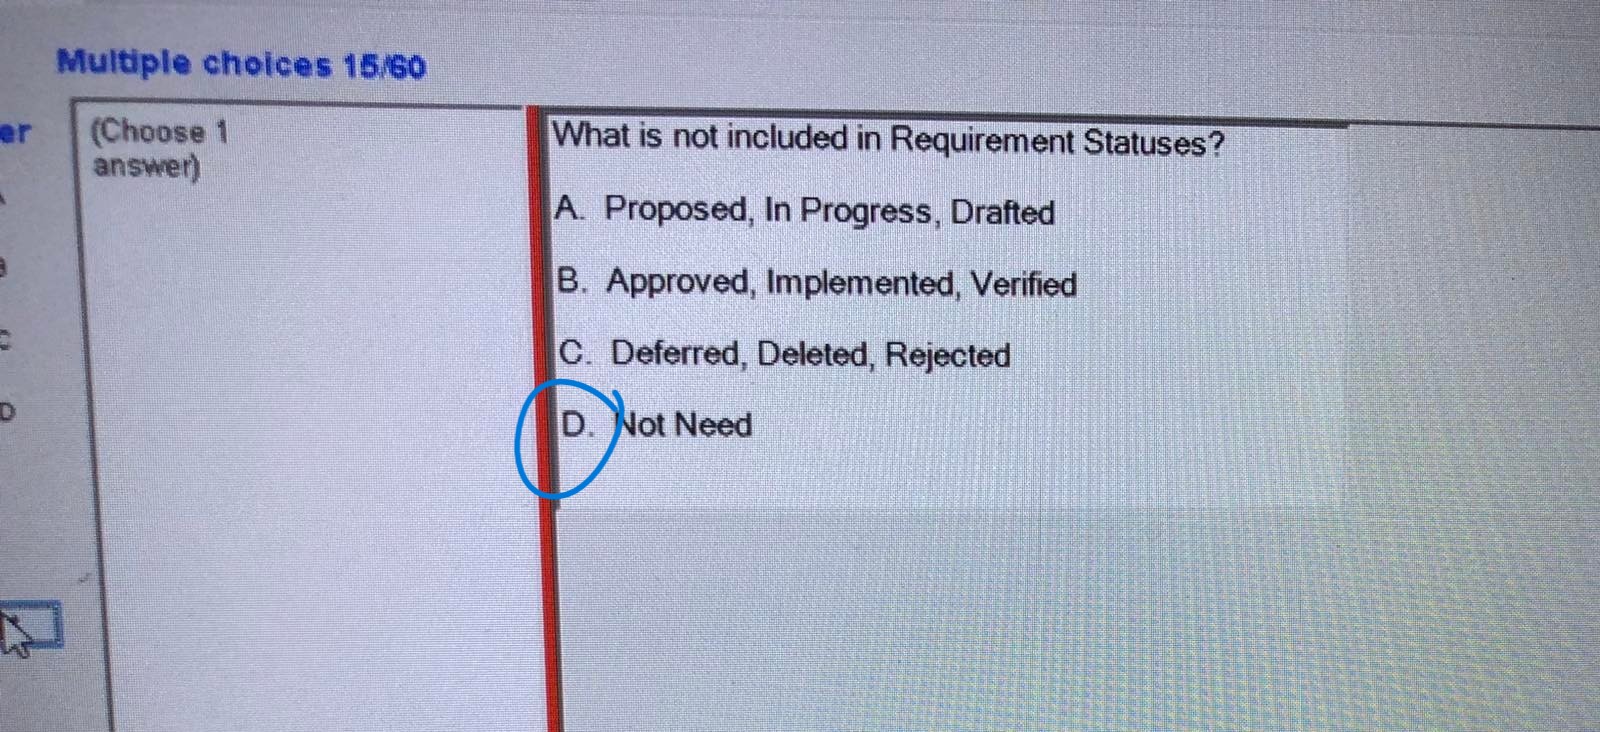 Multiple choices 15/60
er
(Choose 1
answer)
What is not included in Requirement Statuses?
A. Proposed, In Progress, Drafted
B. Approved, Implemented, Verified
C. Deferred, Deleted, Rejected
D. Not Need
C
D